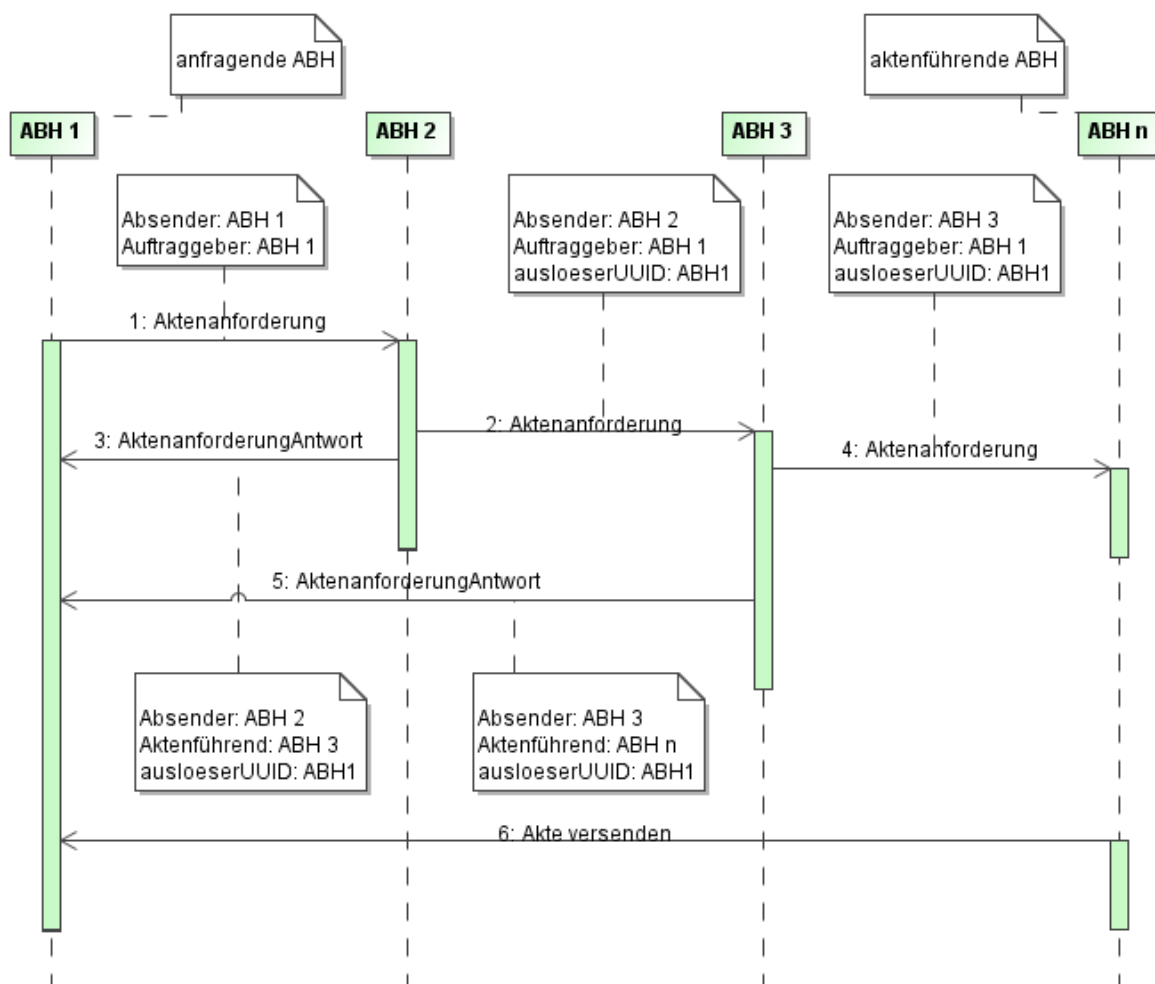 anfragende ABH
aktenführende ABH
ABH 1
ABH 2
ABH 3
ABH n
Absender: ABH 1
Auftraggeber: ABH 1
Absender: ABH 2
Auftraggeber: ABH 1
ausloeserUUID: ABH1
Absender: ABH 3
Auftraggeber: ABH 1
ausloeserUUID: ABH1
1: Aktenanforderung
2: Aktenanforderung
3: AktenanforderungAntwort
4: Aktenanforderung
5: AktenanforderungAntwort
Absender: ABH 2
Aktenführend: ABH 3
ausloeserUUID: ABH1
Absender: ABH 3
Aktenführend: ABH n
ausloeserUUID: ABH1
6: Akte versenden